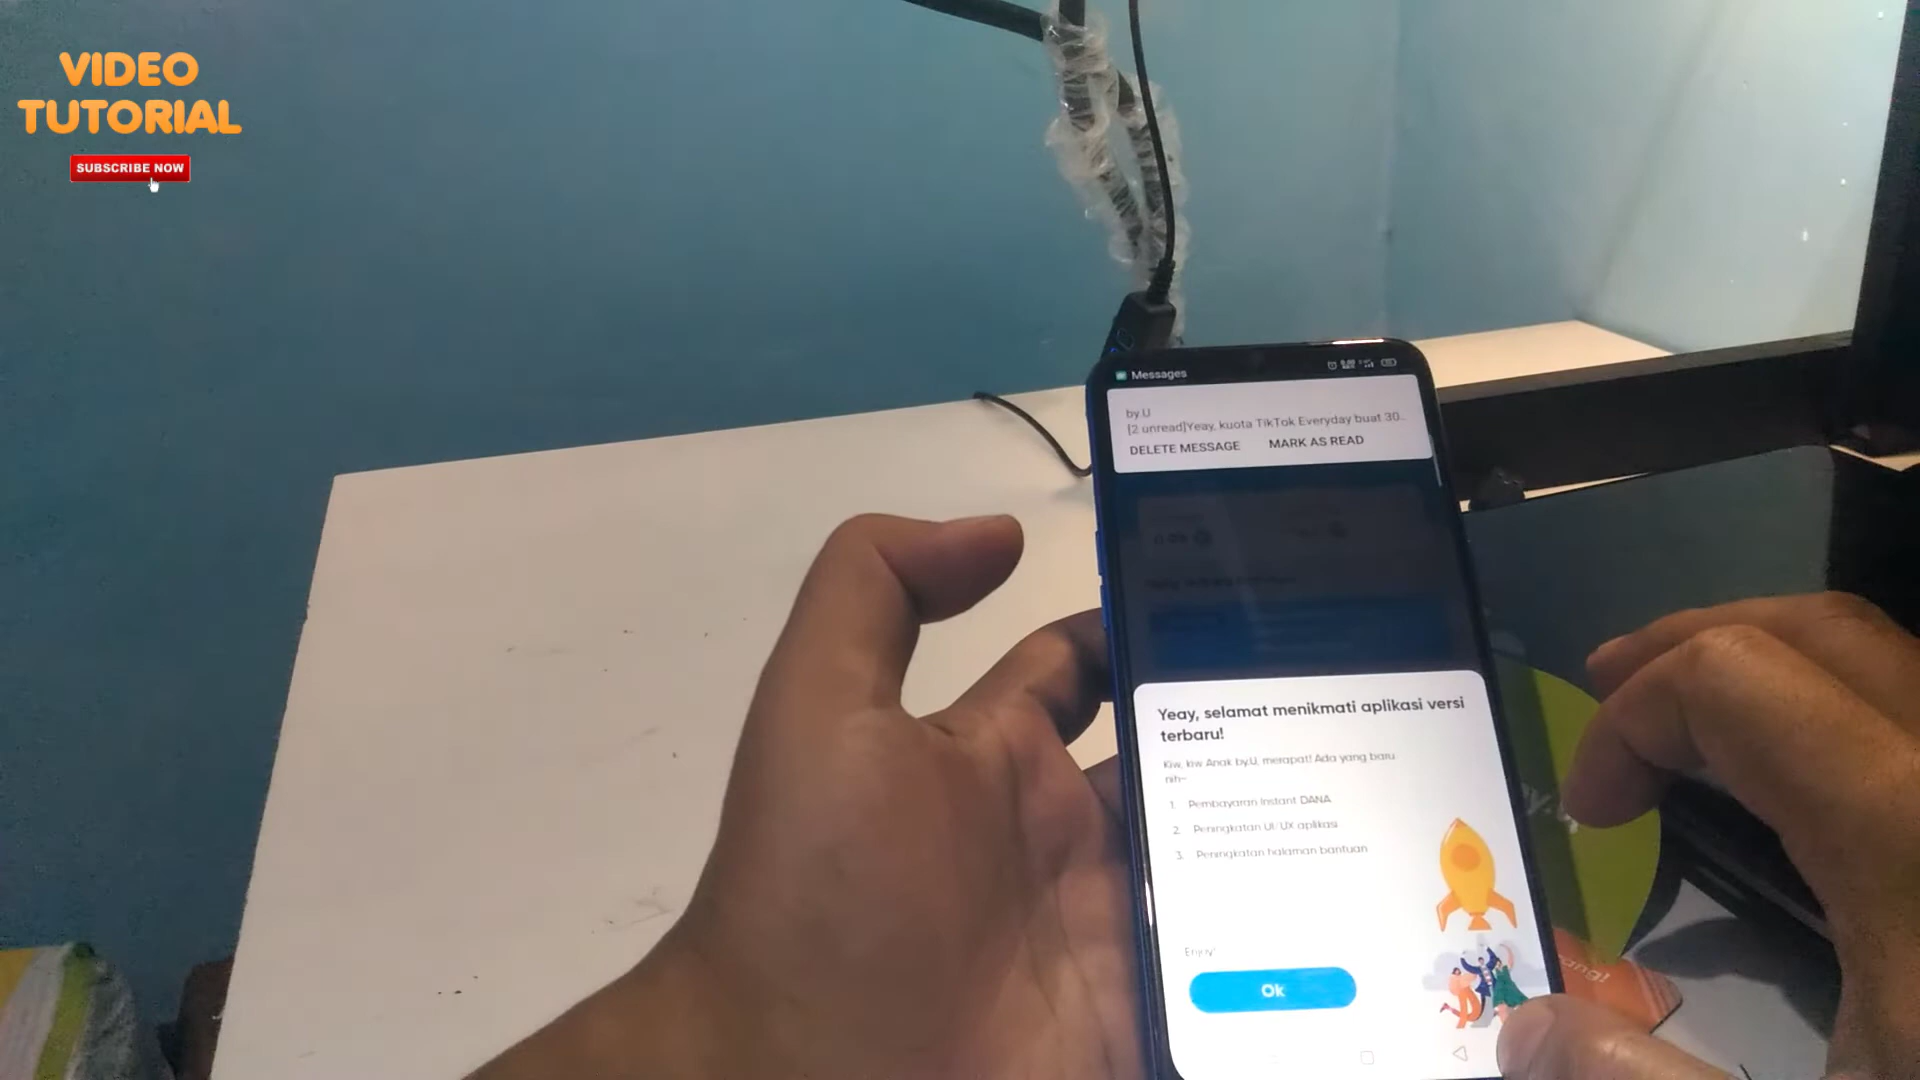 VIDEO
TUTORIAL
SUBSCRIBE NOW
Messages
by.U
[2 unread]Yeay, kuota TikTok Everyday buat 30..
DELETE MESSAGE MARK AS READ
Yeay, selamat menikmati aplikasi versi
terbaru!
Kiw, kiw Anak by.U, merapat! Ada yang baru
nih~
1. Pembayaran Instant DANA
2. Peningkatan UI/UX aplikasi
3. Peningkatan halaman bantuan
Enjoy!
Ok